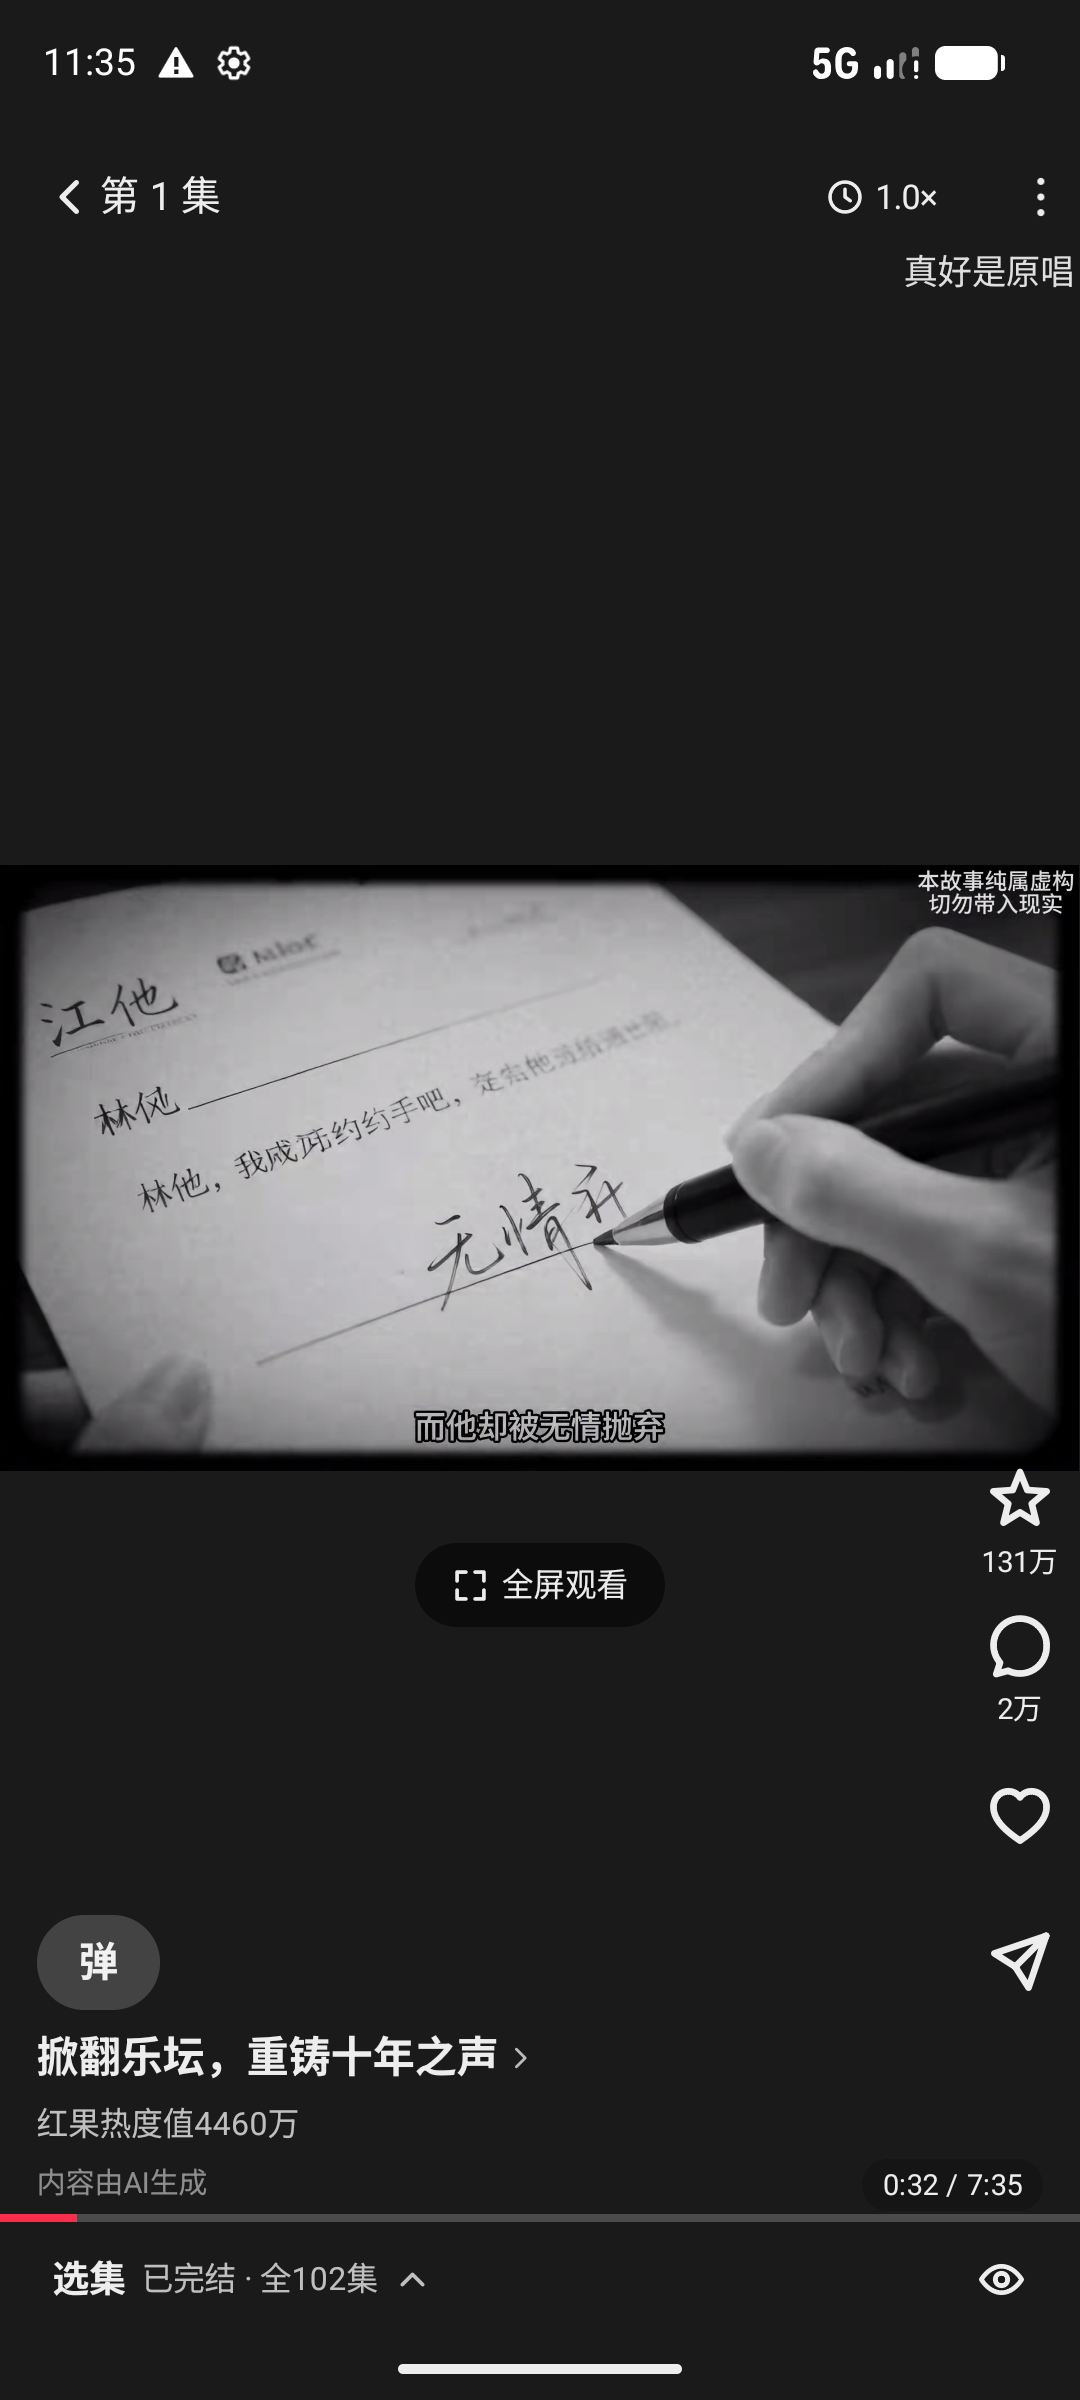 11:35
5G
第 1 集
1.0×
真好是原唱
本故事纯属虚构
切勿带入现实
江他
林他，我成
约约手吧，
无情
而他却被无情抛弃
全屏观看
131万
2万
弹
掀翻乐坛，重铸十年之声
红果热度值4460万
内容由AI生成
0:32 / 7:35
选集 已完结 · 全102集